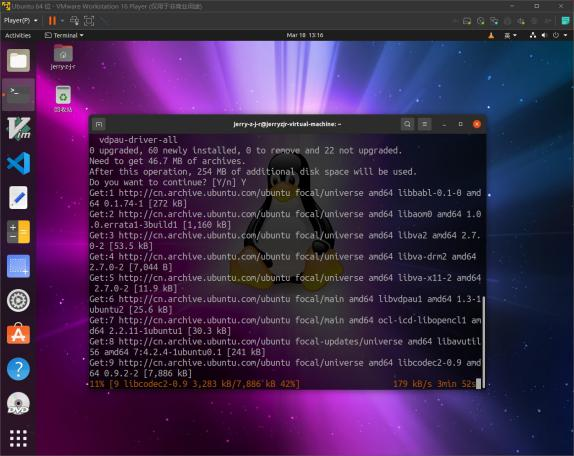 Ubuntu 64 位 - VMware Workstation 16 Player (仅用于非商业用途)
Player(P)
Activities
Terminal
Mar 18 13:16
英
jerry-z-j-r
回收站
jerry-z-j-r@jerryzjr-virtual-machine: ~
vdpau-driver-all
0 upgraded, 60 newly installed, 0 to remove and 22 not upgraded.
Need to get 46.7 MB of archives.
After this operation, 254 MB of additional disk space will be used.
Do you want to continue? [Y/n] Y
Get:1 http://cn.archive.ubuntu.com/ubuntu focal/universe amd64 libbabl-0.1-0 amd
64 0.1.74-1 [272 kB]
Get:2 http://cn.archive.ubuntu.com/ubuntu focal/universe amd64 libaom0 amd64 1.0
.0.errata1-3build1 [1,160 kB]
Get:3 http://cn.archive.ubuntu.com/ubuntu focal/universe amd64 libva2 amd64 2.7.
0-2 [53.5 kB]
Get:4 http://cn.archive.ubuntu.com/ubuntu focal/universe amd64 libva-drm2 amd64
2.7.0-2 [7,044 B]
Get:5 http://cn.archive.ubuntu.com/ubuntu focal/universe amd64 libva-x11-2 amd64
2.7.0-2 [11.9 kB]
Get:6 http://cn.archive.ubuntu.com/ubuntu focal/main amd64 libvdpau1 amd64 1.3-1
ubuntu2 [25.6 kB]
Get:7 http://cn.archive.ubuntu.com/ubuntu focal/main amd64 ocl-icd-libopencl1 am
d64 2.2.11-1ubuntu1 [30.3 kB]
Get:8 http://cn.archive.ubuntu.com/ubuntu focal-updates/universe amd64 libavutil
56 amd64 7:4.2.4-1ubuntu0.1 [241 kB]
Get:9 http://cn.archive.ubuntu.com/ubuntu focal/universe amd64 libcodec2-0.9 amd
64 0.9.2-2 [7,886 kB]
11% [9 libcodec2-0.9 3,283 kB/7,886 kB 42%] 179 kB/s 3min 52s
DVD